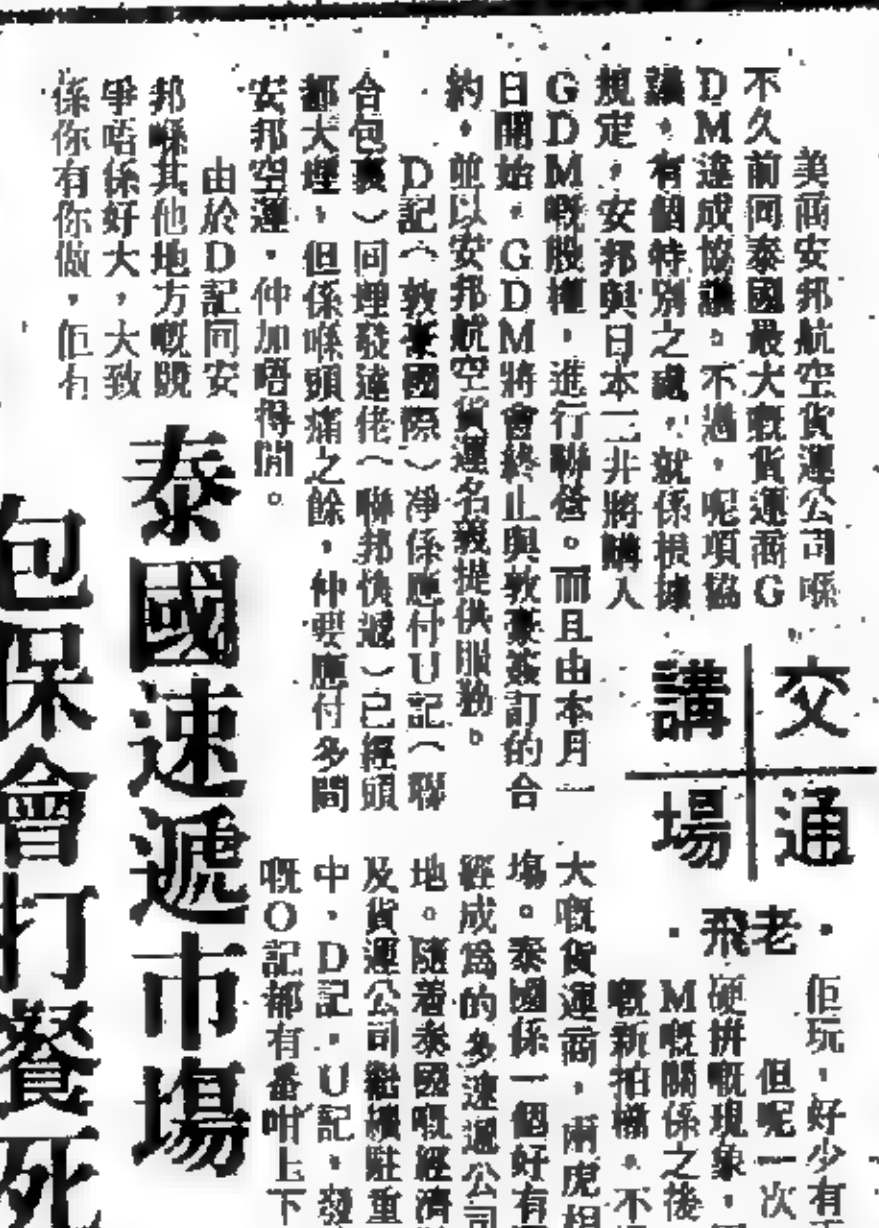 美商安邦航空貨運公司喺
不久前同泰國最大嘅貨運商G
DM達成協議。不過，呢項協
議，有個特別之處，就係根據
規定，安邦與日本三井將購入
GDM嘅股權，進行聯營。而且由本月一
日開始，GDM將會終止與敦豪簽訂的合
約，並以安邦航空貨運名義提供服務。
D記（敦豪國際）凈係應付U記（聯
合包裹）同埋發達佬（聯邦快遞）已經頭
都大埋，但係喺頭痛之餘，仲要應付多間
安邦空運，仲加唔得閒。
由於D記同安
邦喺其他地方嘅競
爭唔係好大，大致
係你有你做，佢有
交通
講場
·老飛·
佢玩，好少有
但呢一次
硬拼嘅現象，
M嘅關係之後
嘅新拍檔。不
大嘅貨運商，兩虎相
場。泰國係一個好有
經成為的多速遞公司
地。隨着泰國嘅經濟
及貨運公司繼續駐重
中，D記、U記、發
嘅O記都有番咁上下
泰國速遞市場
包保會打餐死